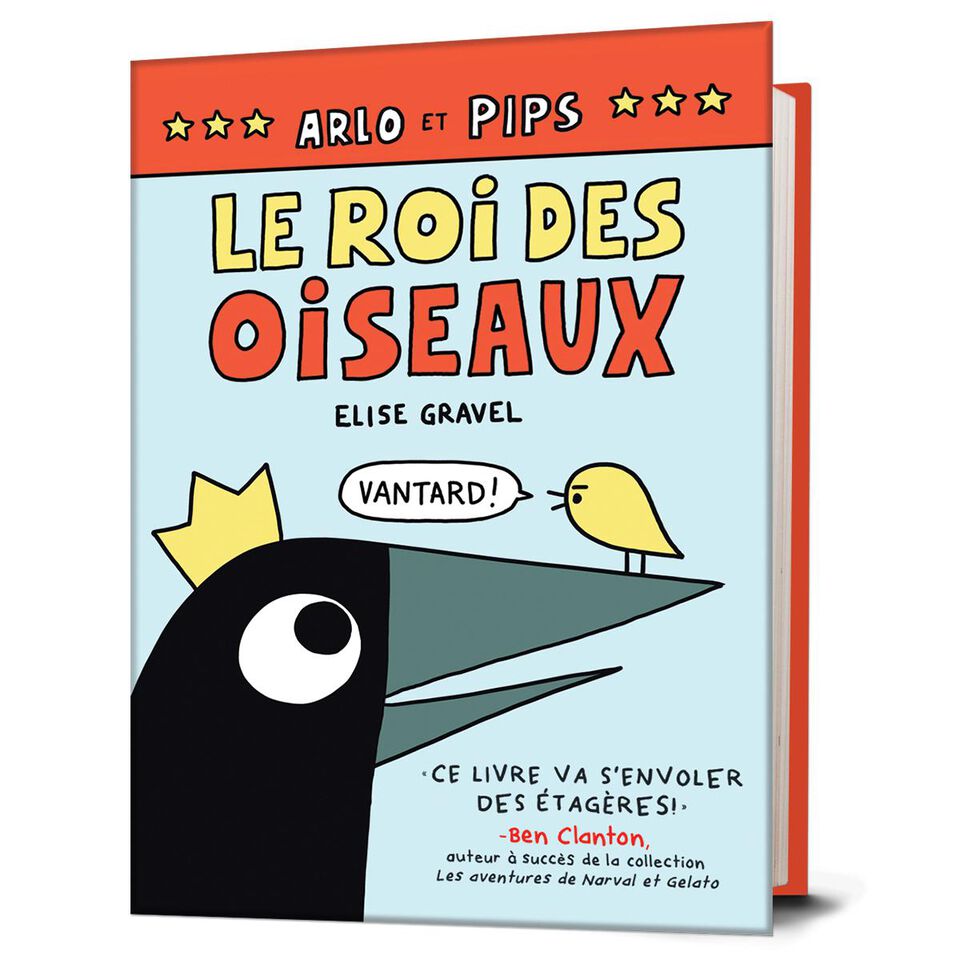 ARLO ET PIPS
LE ROi DES
OiSEAUX
ELISE GRAVEL
VANTARD!
«CE LIVRE VA S'ENVOLER
DES ÉTAGÈRES!»
-Ben Clanton,
auteur à succès de la collection
Les aventures de Narval et Gelato